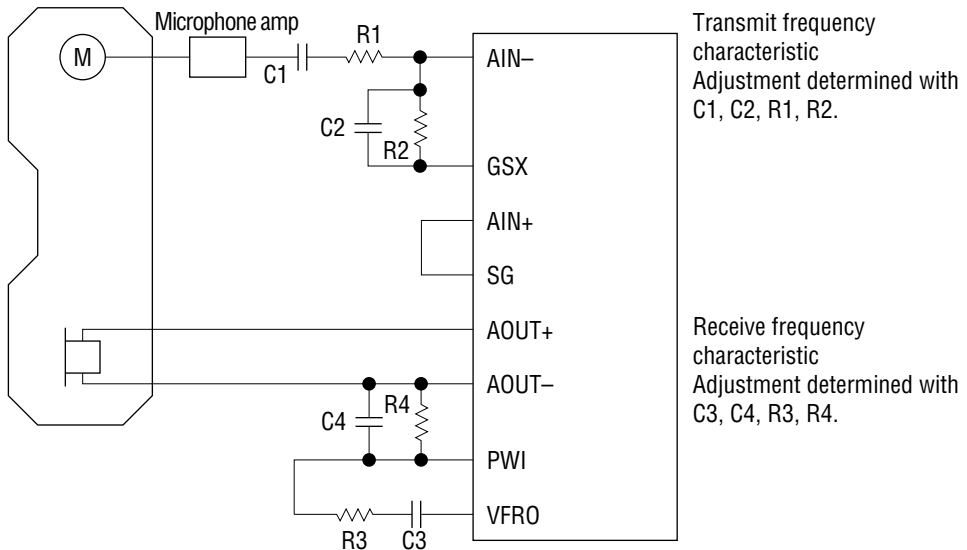 Microphone amp
M
C1
R1
C2
R2
AIN–
GSX
AIN+
SG
AOUT+
AOUT–
PWI
VFRO
C4
R4
R3
C3
Transmit frequency
characteristic
Adjustment determined with
C1, C2, R1, R2.
Receive frequency
characteristic
Adjustment determined with
C3, C4, R3, R4.